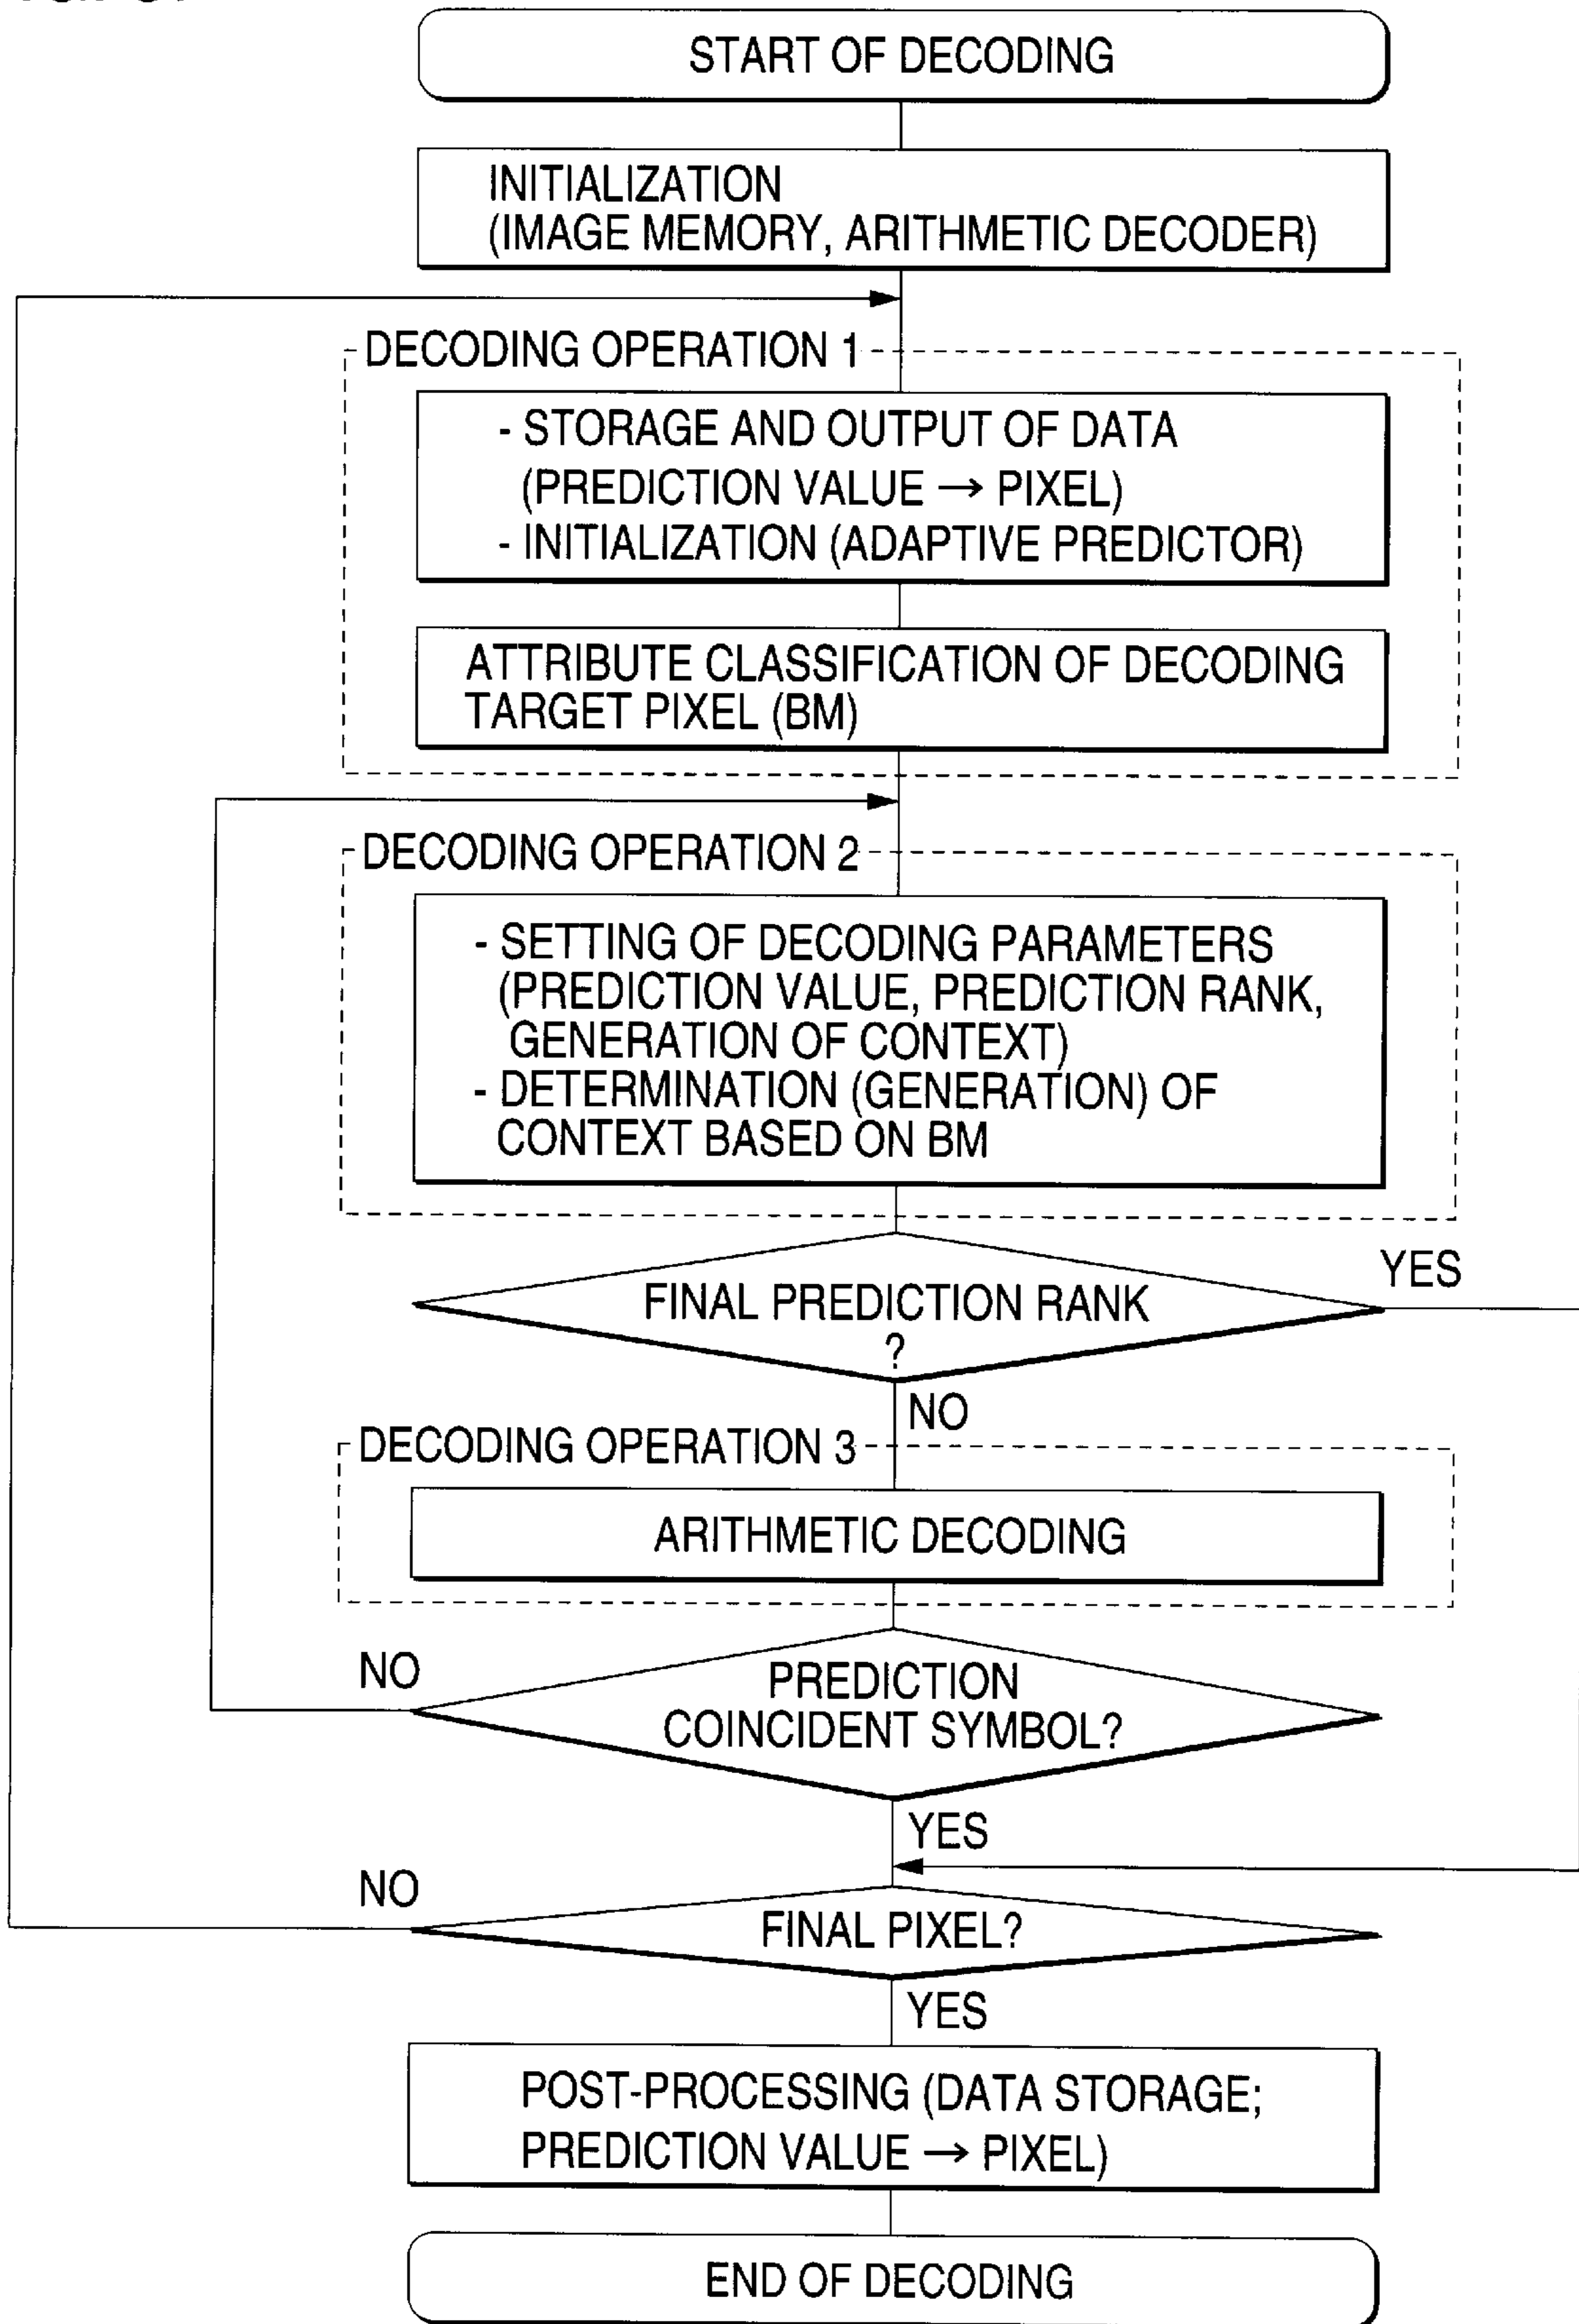 START OF DECODING
INITIALIZATION
(IMAGE MEMORY, ARITHMETIC DECODER)
DECODING OPERATION 1
- STORAGE AND OUTPUT OF DATA
(PREDICTION VALUE → PIXEL)
- INITIALIZATION (ADAPTIVE PREDICTOR)
ATTRIBUTE CLASSIFICATION OF DECODING
TARGET PIXEL (BM)
DECODING OPERATION 2
- SETTING OF DECODING PARAMETERS
(PREDICTION VALUE, PREDICTION RANK,
GENERATION OF CONTEXT)
- DETERMINATION (GENERATION) OF
CONTEXT BASED ON BM
YES
FINAL PREDICTION RANK
?
NO
DECODING OPERATION 3
ARITHMETIC DECODING
NO
PREDICTION
COINCIDENT SYMBOL?
YES
NO
FINAL PIXEL?
YES
POST-PROCESSING (DATA STORAGE;
PREDICTION VALUE → PIXEL)
END OF DECODING